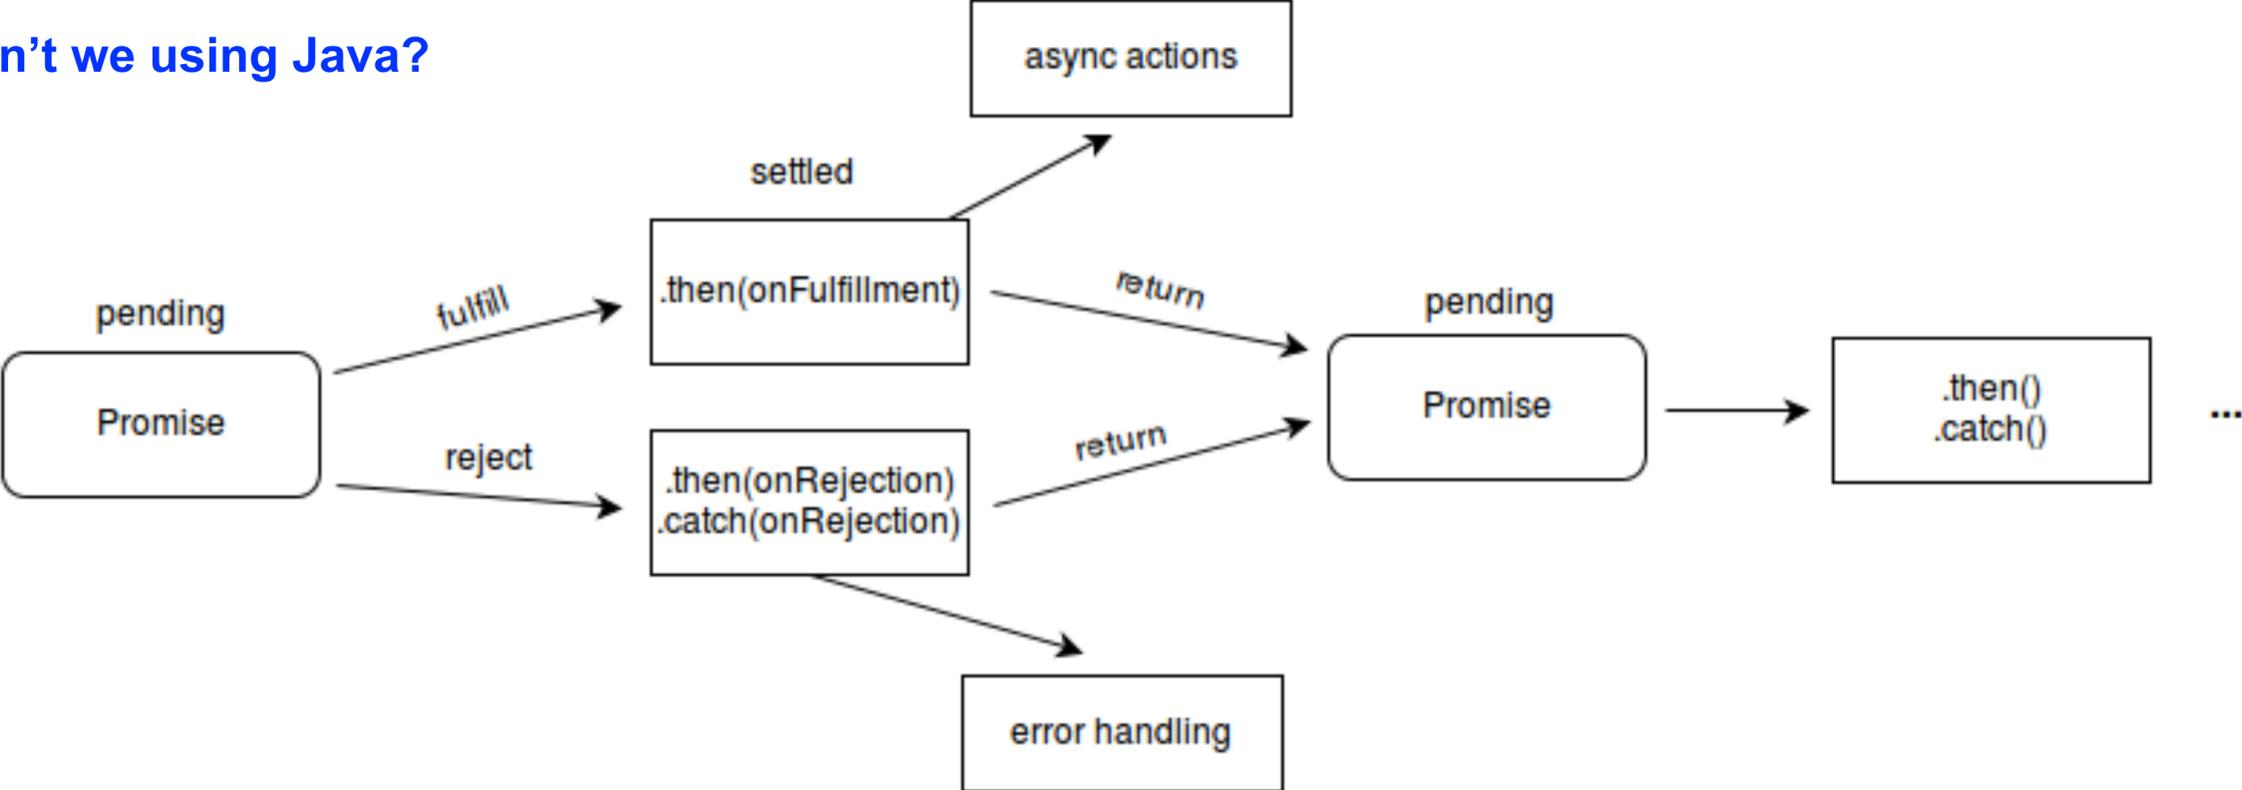 n’t we using Java?
async actions
settled
.then(onFulfillment)
fulfill
return
pending
pending
Promise
Promise
.then()
.catch()
...
reject
return
.then(onRejection)
.catch(onRejection)
error handling